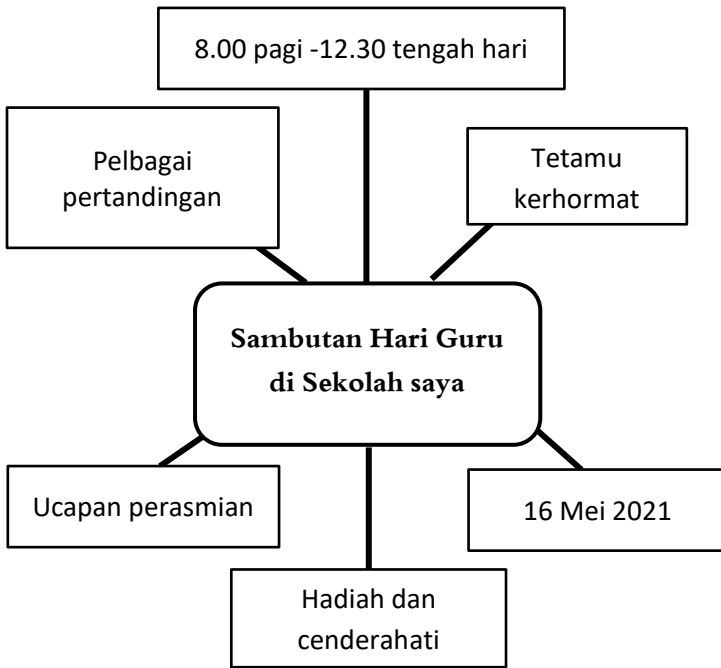 8.00 pagi -12.30 tengah hari
Pelbagai
pertandingan
Tetamu
kerhormat
Sambutan Hari Guru
di Sekolah saya
Ucapan perasmian
16 Mei 2021
Hadiah dan
cenderahati